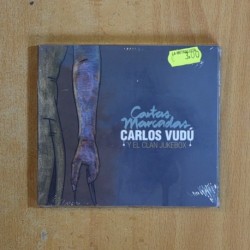 Cartas
Marcadas
CARLOS VUDÚ
Y EL CLAN JUKEBOX